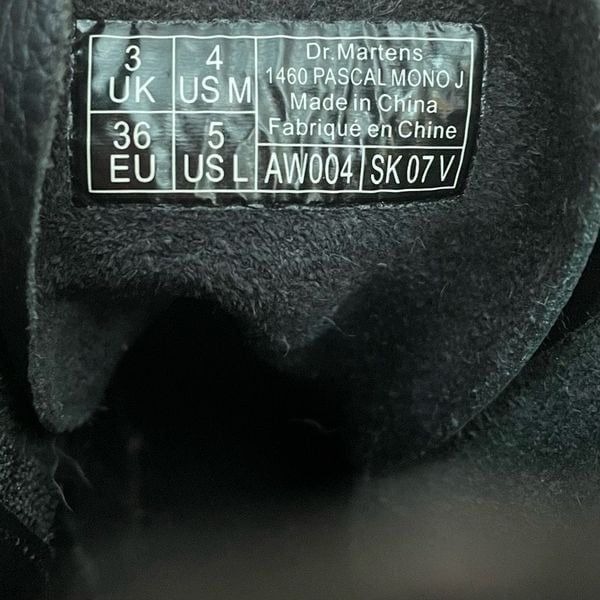 3 UK
4 US M
36 EU
5 US L
Dr.Martens
1460 PASCAL MONO J
Made in China
Fabriqué en Chine
AW004 SK 07 V